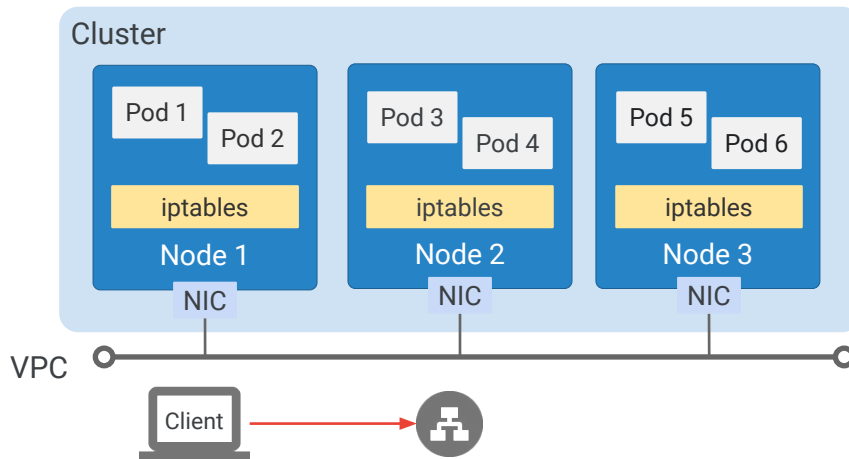 Cluster
Pod 1
Pod 2
iptables
Node 1
NIC
Pod 3
Pod 4
iptables
Node 2
NIC
Pod 5
Pod 6
iptables
Node 3
NIC
VPC
Client